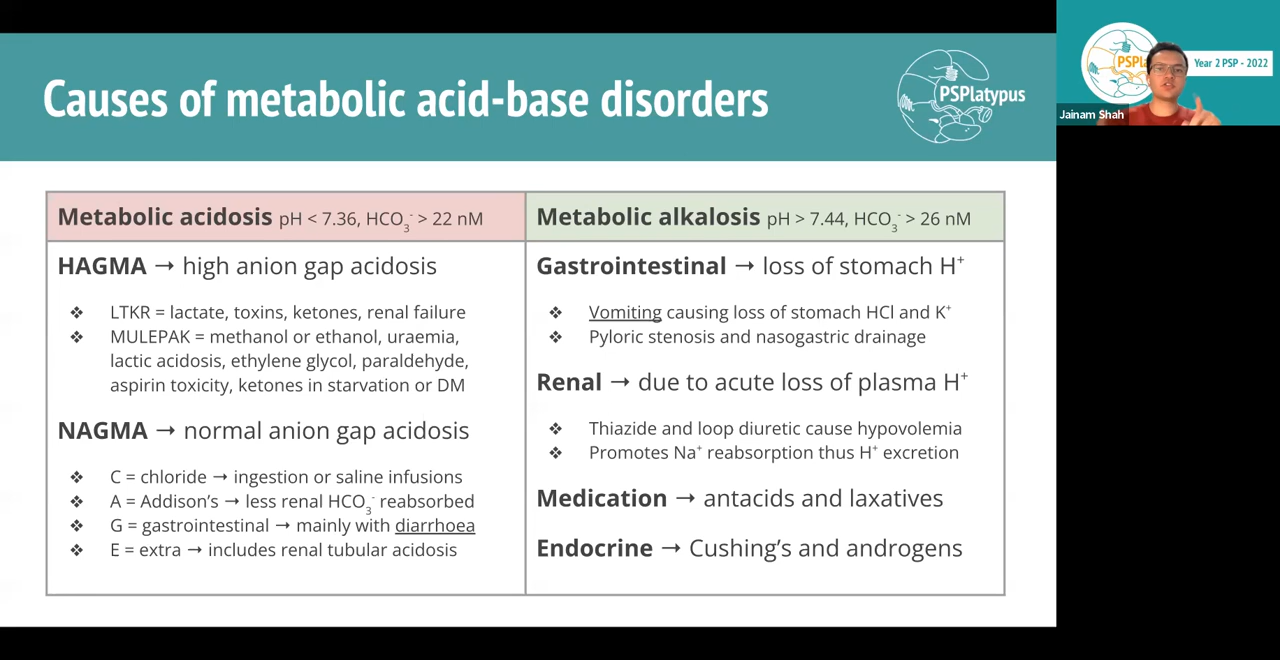 Causes of metabolic acid-base disorders
PSPlatypus
PSPla
Year 2 PSP - 2022
Jainam Shah
Metabolic acidosis pH < 7.36, HCO₃⁻ > 22 nM
HAGMA → high anion gap acidosis
❖ LTKR = lactate, toxins, ketones, renal failure
❖ MULEPAK = methanol or ethanol, uraemia,
lactic acidosis, ethylene glycol, paraldehyde,
aspirin toxicity, ketones in starvation or DM
NAGMA → normal anion gap acidosis
❖ C = chloride → ingestion or saline infusions
❖ A = Addison’s → less renal HCO₃⁻ reabsorbed
❖ G = gastrointestinal → mainly with diarrhoea
❖ E = extra → includes renal tubular acidosis
Metabolic alkalosis pH > 7.44, HCO₃⁻ > 26 nM
Gastrointestinal → loss of stomach H⁺
❖ Vomiting causing loss of stomach HCl and K⁺
❖ Pyloric stenosis and nasogastric drainage
Renal → due to acute loss of plasma H⁺
❖ Thiazide and loop diuretic cause hypovolemia
❖ Promotes Na⁺ reabsorption thus H⁺ excretion
Medication → antacids and laxatives
Endocrine → Cushing’s and androgens